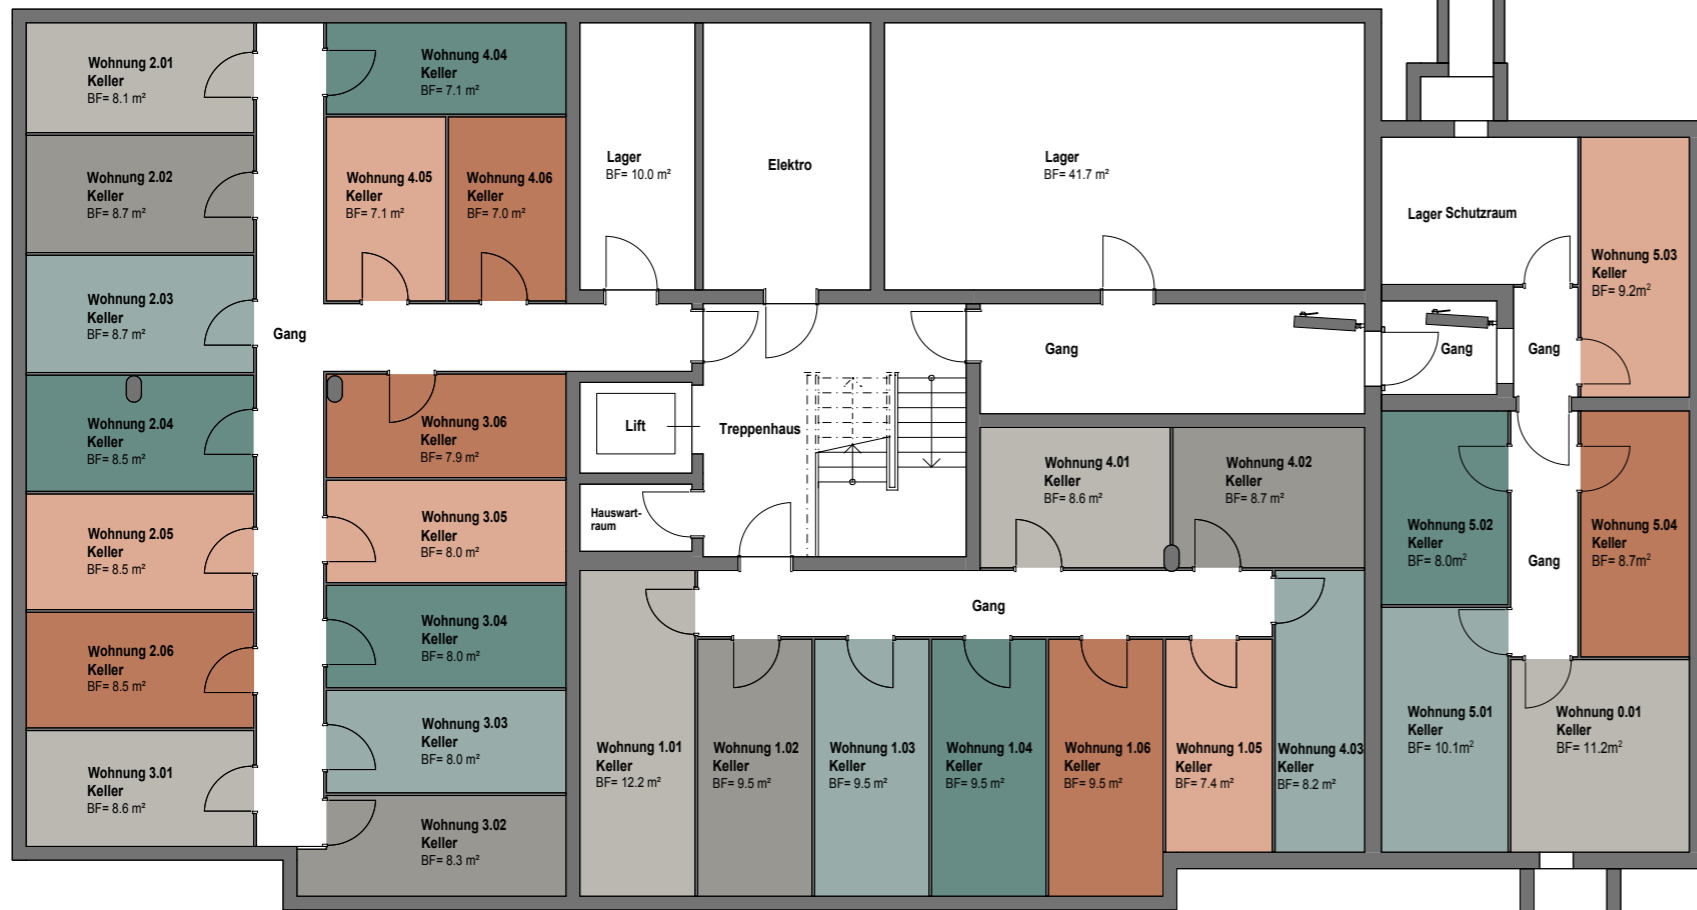 Wohnung 2.01
Keller
BF= 8.1 m²
Wohnung 4.04
Keller
BF= 7.1 m²
Wohnung 2.02
Keller
BF= 8.7 m²
Wohnung 4.05
Keller
BF= 7.1 m²
Wohnung 4.06
Keller
BF= 7.0 m²
Lager
BF= 10.0 m²
Elektro
Lager
BF= 41.7 m²
Lager Schutzraum
Wohnung 5.03
Keller
BF= 9.2m²
Wohnung 2.03
Keller
BF= 8.7 m²
Gang
Gang
Gang
Gang
Wohnung 2.04
Keller
BF= 8.5 m²
Wohnung 3.06
Keller
BF= 7.9 m²
Lift
Treppenhaus
Wohnung 4.01
Keller
BF= 8.6 m²
Wohnung 4.02
Keller
BF= 8.7 m²
Wohnung 2.05
Keller
BF= 8.5 m²
Wohnung 3.05
Keller
BF= 8.0 m²
Hauswart-
raum
Wohnung 5.02
Keller
BF= 8.0m²
Gang
Wohnung 5.04
Keller
BF= 8.7m²
Wohnung 2.06
Keller
BF= 8.5 m²
Wohnung 3.04
Keller
BF= 8.0 m²
Gang
Wohnung 3.01
Keller
BF= 8.6 m²
Wohnung 3.03
Keller
BF= 8.0 m²
Wohnung 3.02
Keller
BF= 8.3 m²
Wohnung 1.01
Keller
BF= 12.2 m²
Wohnung 1.02
Keller
BF= 9.5 m²
Wohnung 1.03
Keller
BF= 9.5 m²
Wohnung 1.04
Keller
BF= 9.5 m²
Wohnung 1.06
Keller
BF= 9.5 m²
Wohnung 1.05
Keller
BF= 7.4 m²
Wohnung 4.03
Keller
BF= 8.2 m²
Wohnung 5.01
Keller
BF= 10.1m²
Wohnung 0.01
Keller
BF= 11.2m²